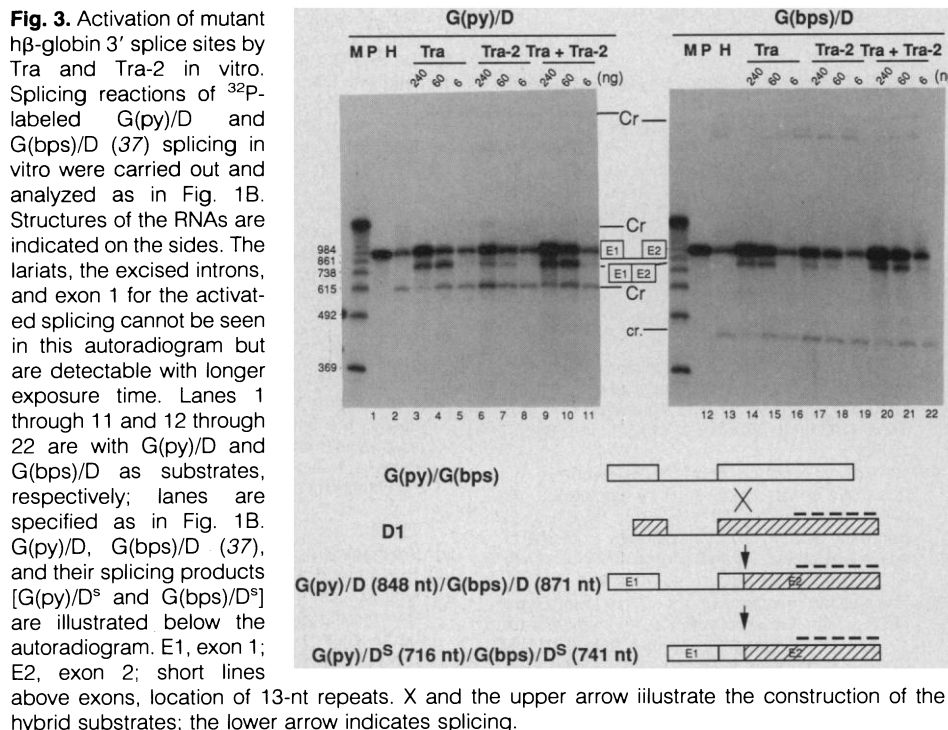 Fig. 3. Activation of mutant
hβ-globin 3′ splice sites by
Tra and Tra-2 in vitro.
Splicing reactions of ³²P-
labeled G(py)/D and
G(bps)/D (37) splicing in
vitro were carried out and
analyzed as in Fig. 1B.
Structures of the RNAs are
indicated on the sides. The
lariats, the excised introns,
and exon 1 for the activat-
ed splicing cannot be seen
in this autoradiogram but
are detectable with longer
exposure time. Lanes 1
through 11 and 12 through
22 are with G(py)/D and
G(bps)/D as substrates,
respectively; lanes are
specified as in Fig. 1B.
G(py)/D, G(bps)/D (37),
and their splicing products
[G(py)/Dˢ and G(bps)/Dˢ]
are illustrated below the
autoradiogram. E1, exon 1;
E2, exon 2; short lines
above exons, location of 13-nt repeats. X and the upper arrow iilustrate the construction of the
hybrid substrates; the lower arrow indicates splicing.
G(py)/D
M P H Tra Tra-2 Tra + Tra-2
240 60 6 240 60 6 240 60 6 (ng)
984
861
738
615
492
369
1 2 3 4 5 6 7 8 9 10 11
Cr
Cr
E1 E2
E1 E2
Cr
cr.
G(bps)/D
M P H Tra Tra-2 Tra + Tra-2
240 60 6 240 60 6 240 60 6 (n
12 13 14 15 16 17 18 19 20 21 22
G(py)/G(bps)
X
D1
G(py)/D (848 nt)/G(bps)/D (871 nt) E1 E2
G(py)/Dˢ (716 nt)/G(bps)/Dˢ (741 nt) E1 E2